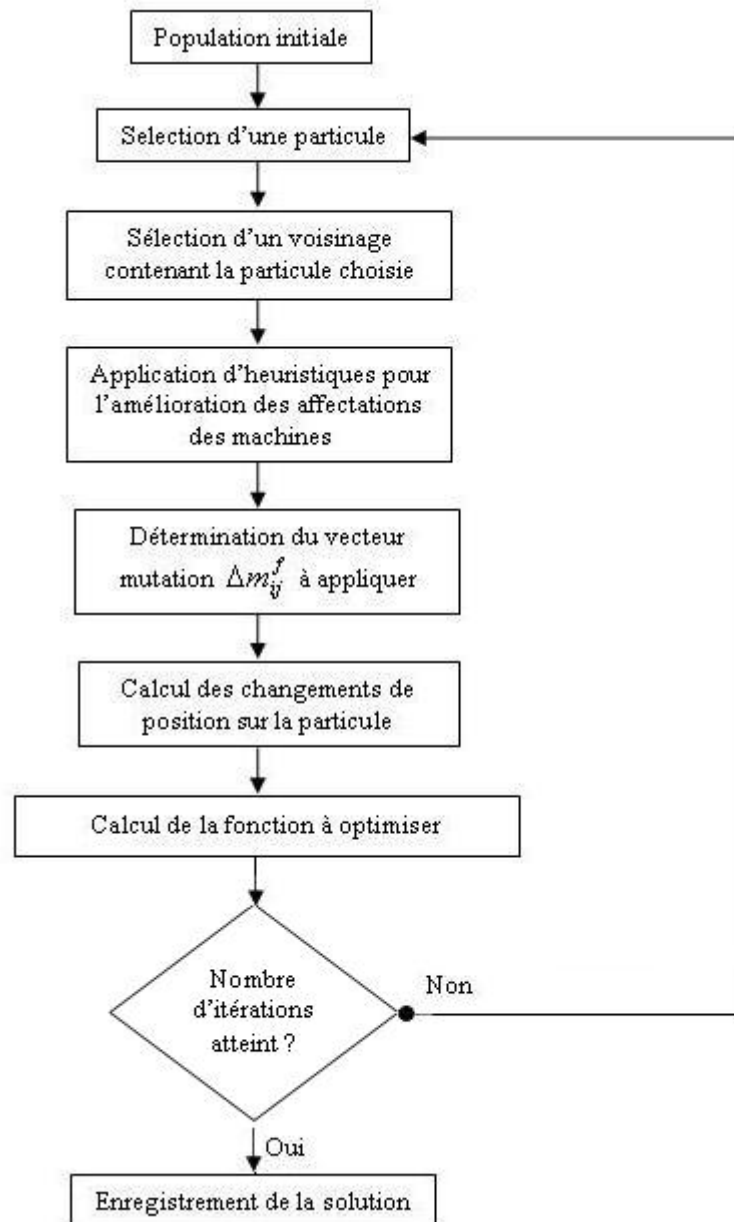 Population initiale
Selection d'une particule
Sélection d'un voisinage
contenant la particule choisie
Application d'heuristiques pour
l'amélioration des affectations
des machines
Détermination du vecteur
mutation Δm_{ij}^{f} à appliquer
Calcul des changements de
position sur la particule
Calcul de la fonction à optimiser
Nombre
d'itérations
atteint ?
Non
Oui
Enregistrement de la solution